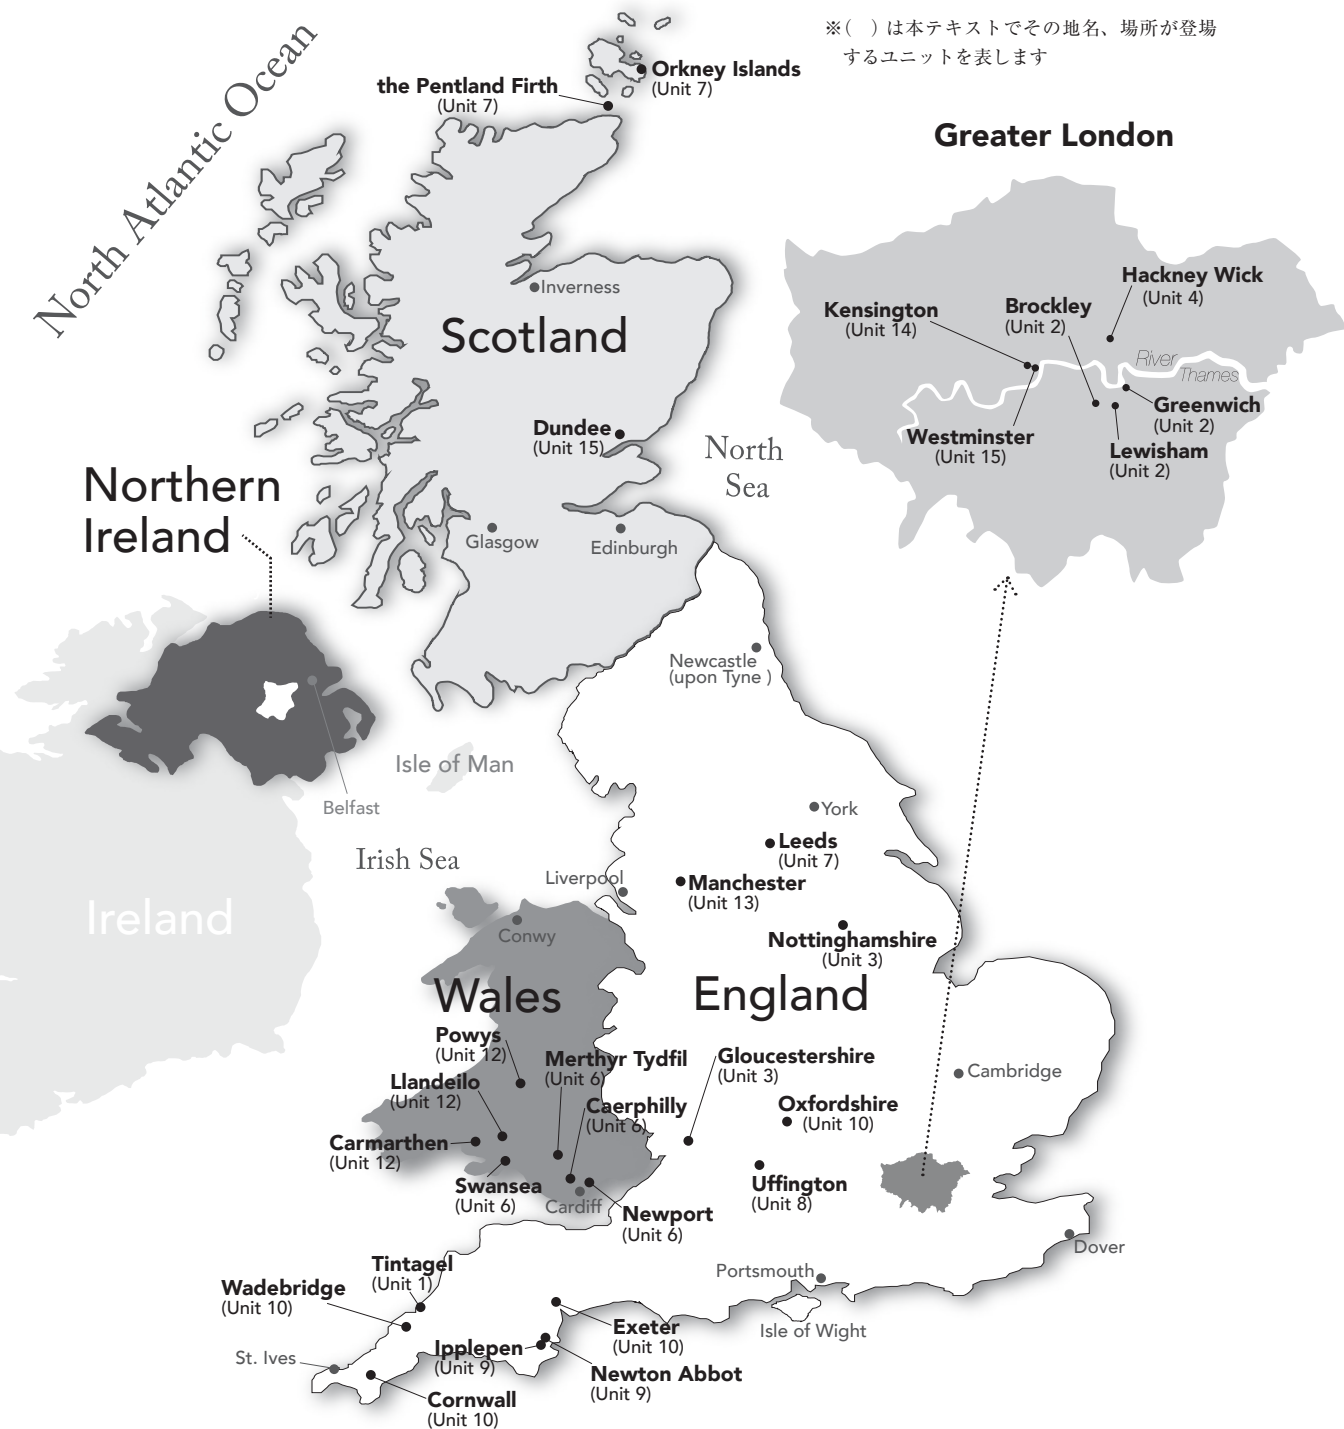 ※(　) は本テキストでその地名、場所が登場
するユニットを表します
North Atlantic Ocean
the Pentland Firth
(Unit 7)
Orkney Islands
(Unit 7)
Greater London
Hackney Wick
(Unit 4)
Kensington
(Unit 14)
Brockley
(Unit 2)
River
Thames
Greenwich
(Unit 2)
Westminster
(Unit 15)
Lewisham
(Unit 2)
Inverness
Scotland
Dundee
(Unit 15)
North
Sea
Northern
Ireland
Glasgow
Edinburgh
Newcastle
(upon Tyne )
Isle of Man
Belfast
York
Leeds
(Unit 7)
Irish Sea
Liverpool
Manchester
(Unit 13)
Ireland
Conwy
Nottinghamshire
(Unit 3)
Wales
England
Powys
(Unit 12)
Merthyr Tydfil
(Unit 6)
Gloucestershire
(Unit 3)
Cambridge
Llandeilo
(Unit 12)
Caerphilly
(Unit 6)
Oxfordshire
(Unit 10)
Carmarthen
(Unit 12)
Swansea
(Unit 6)
Cardiff
Newport
(Unit 6)
Uffington
(Unit 8)
Dover
Tintagel
(Unit 1)
Wadebridge
(Unit 10)
Portsmouth
Isle of Wight
Exeter
(Unit 10)
St. Ives
Ipplepen
(Unit 9)
Newton Abbot
(Unit 9)
Cornwall
(Unit 10)